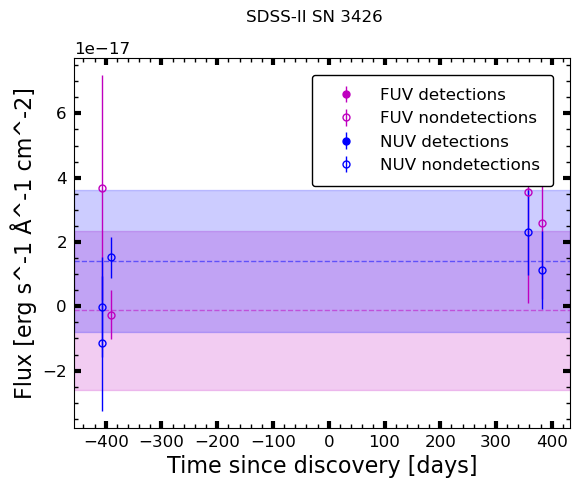 SDSS-II SN 3426
1e−17
FUV detections
FUV nondetections
NUV detections
NUV nondetections
6
4
2
0
−2
Flux [erg s^-1 Å^-1 cm^-2]
−400 −300 −200 −100 0 100 200 300 400
Time since discovery [days]